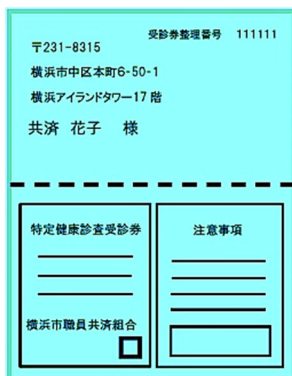 受診券整理番号 111111
〒231-8315
横浜市中区本町6-50-1
横浜アイランドタワー17階
共済 花子 様
特定健康診査受診券
横浜市職員共済組合
注意事項